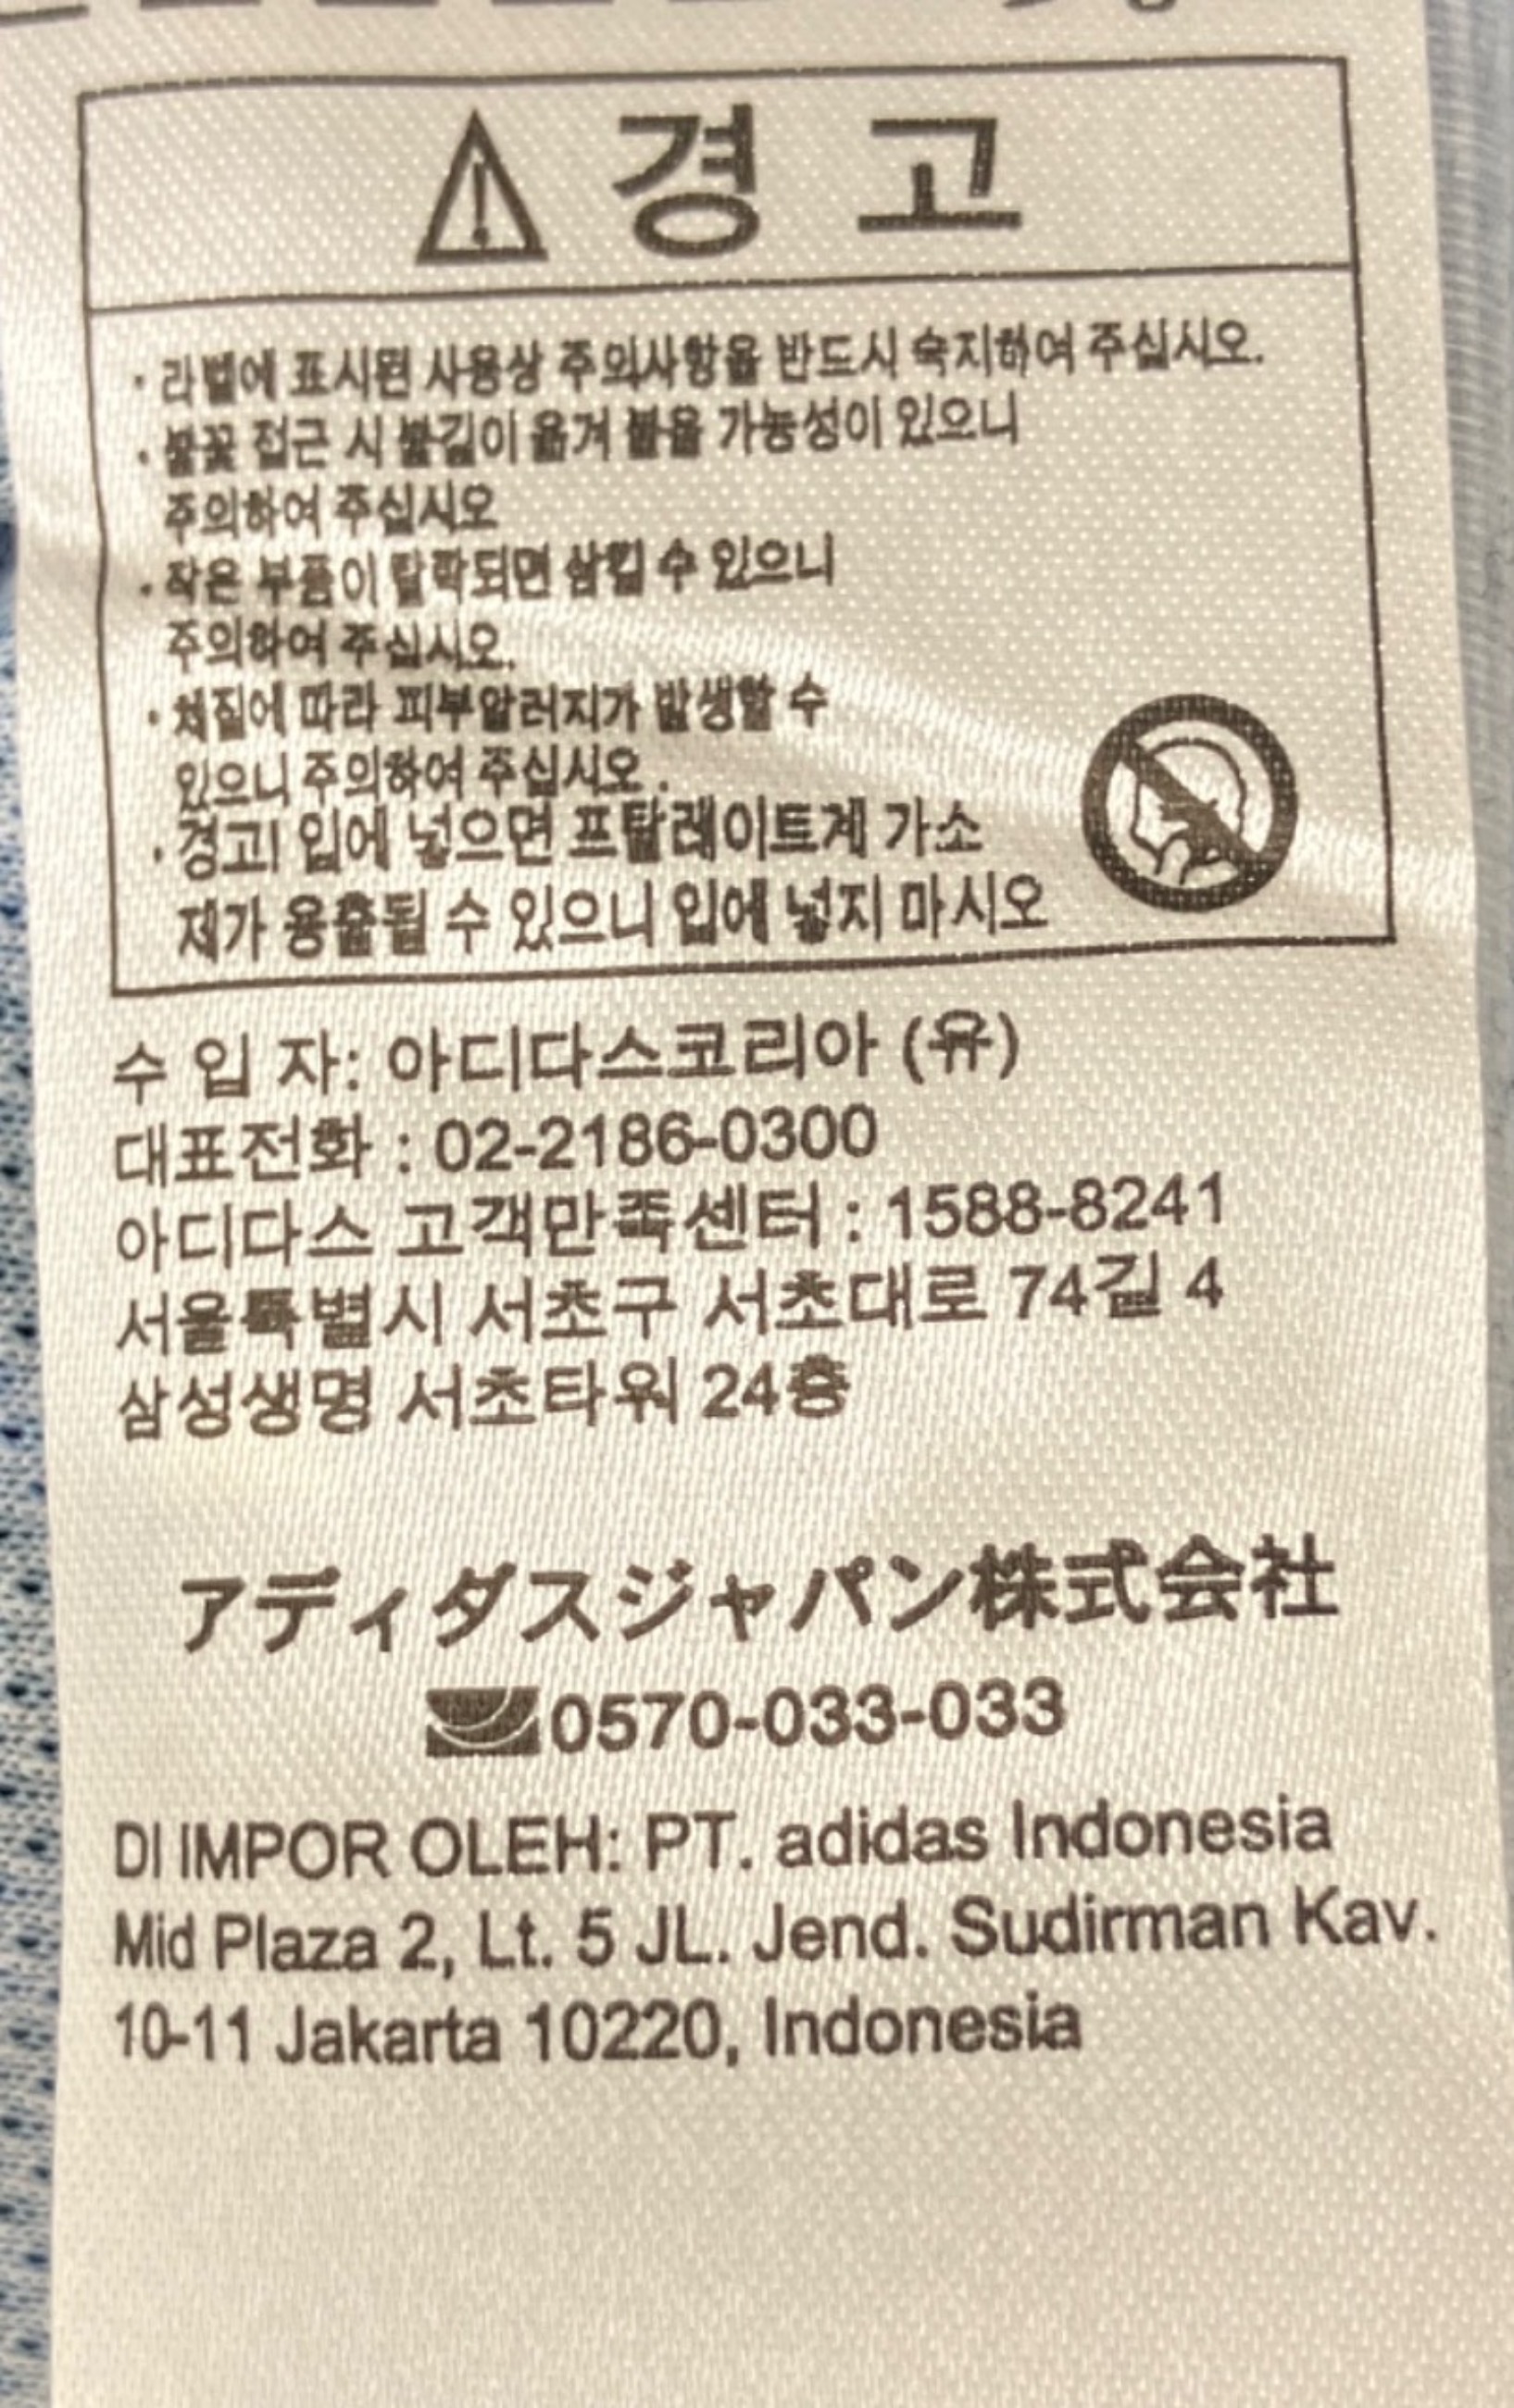 경 고
· 라벨에 표시된 사용상 주의사항을 반드시 숙지하여 주십시오.
· 불꽃 접근 시 불길이 옮겨 붙을 가능성이 있으니
주의하여 주십시오
· 작은 부품이 탈락되면 삼킬 수 있으니
주의하여 주십시오.
· 체질에 따라 피부알러지가 발생할 수
있으니 주의하여 주십시오 .
· 경고! 입에 넣으면 프탈레이트계 가소
제가 용출될 수 있으니 입에 넣지 마시오
수 입 자: 아디다스코리아 (유)
대표전화 : 02-2186-0300
아디다스 고객만족센터 : 1588-8241
서울특별시 서초구 서초대로 74길 4
삼성생명 서초타워 24층
アディダスジャパン株式会社
0570-033-033
DI IMPOR OLEH: PT. adidas Indonesia
Mid Plaza 2, Lt. 5 JL. Jend. Sudirman Kav.
10-11 Jakarta 10220, Indonesia